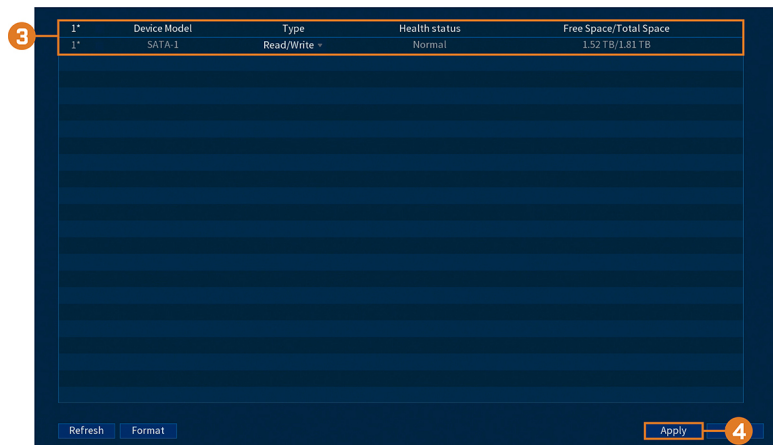 3
1* Device Model Type Health status Free Space/Total Space
1* SATA-1 Read/Write Normal 1.52 TB/1.81 TB
Refresh Format Apply 4